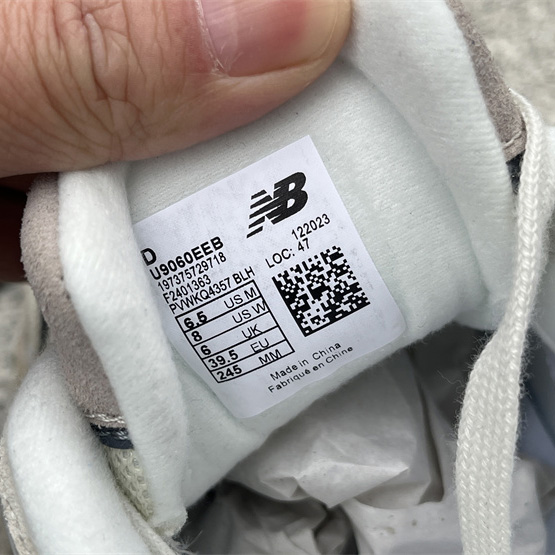 NB
D
U9060EEB
197375729718
F2401363
PVWKQ4357 BLH
122023
LOC: 47
6.5 US.M
8 US W
6 UK
39.5 EU
245 MM
Made in China
Fabriqué en Chine